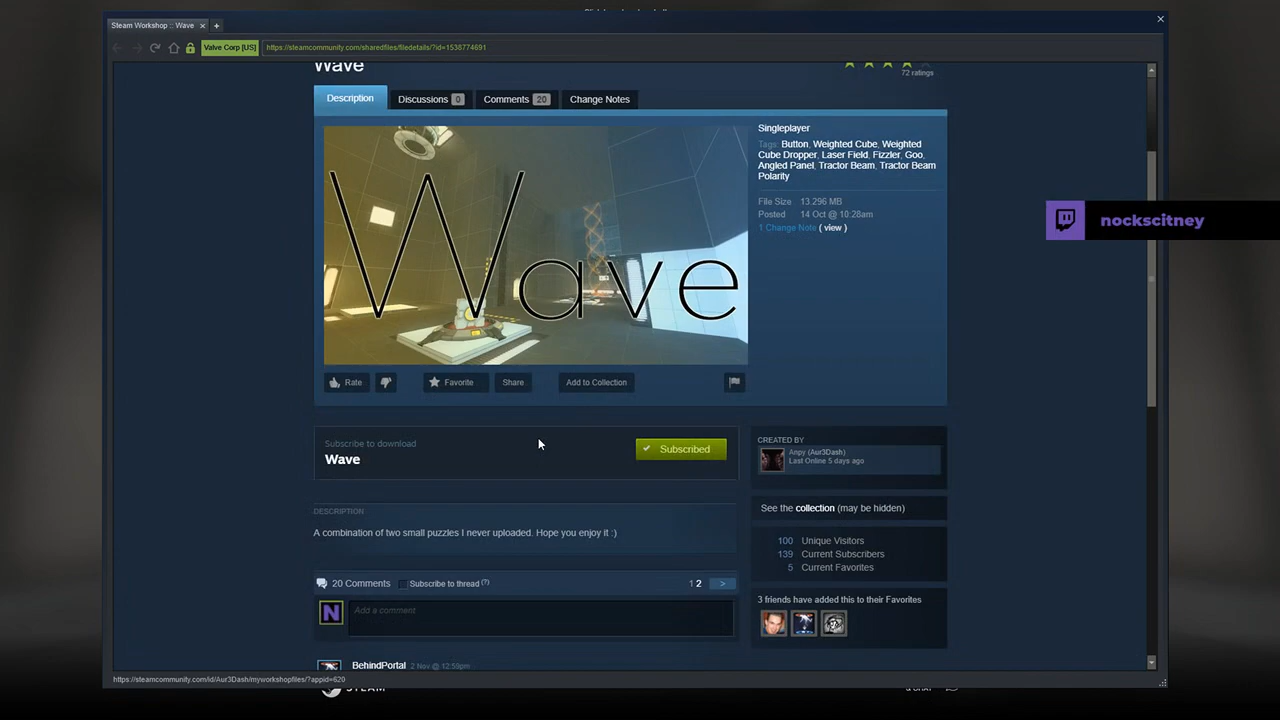 Steam Workshop :: Wave
Valve Corp [US]
https://steamcommunity.com/sharedfiles/filedetails/?id=1538774691
Wave
72 ratings
Description
Discussions 0
Comments 20
Change Notes
Wave
Singleplayer
Tags: Button, Weighted Cube, Weighted
Cube Dropper, Laser Field, Fizzler, Goo,
Angled Panel, Tractor Beam, Tractor Beam
Polarity
File Size 13.296 MB
Posted 14 Oct @ 10:28am
1 Change Note ( view )
nockscitney
Rate
Favorite
Share
Add to Collection
Subscribe to download
Wave
Subscribed
CREATED BY
Anpy (Aur3Dash)
Last Online 5 days ago
See the collection (may be hidden)
DESCRIPTION
A combination of two small puzzles I never uploaded. Hope you enjoy it :)
100 Unique Visitors
139 Current Subscribers
5 Current Favorites
20 Comments
Subscribe to thread (?)
1 2 >
N
Add a comment
3 friends have added this to their Favorites
BehindPortal 2 Nov @ 12:59pm
https://steamcommunity.com/id/Aur3Dash/myworkshopfiles/?appid=620
STEAM
& CHAT